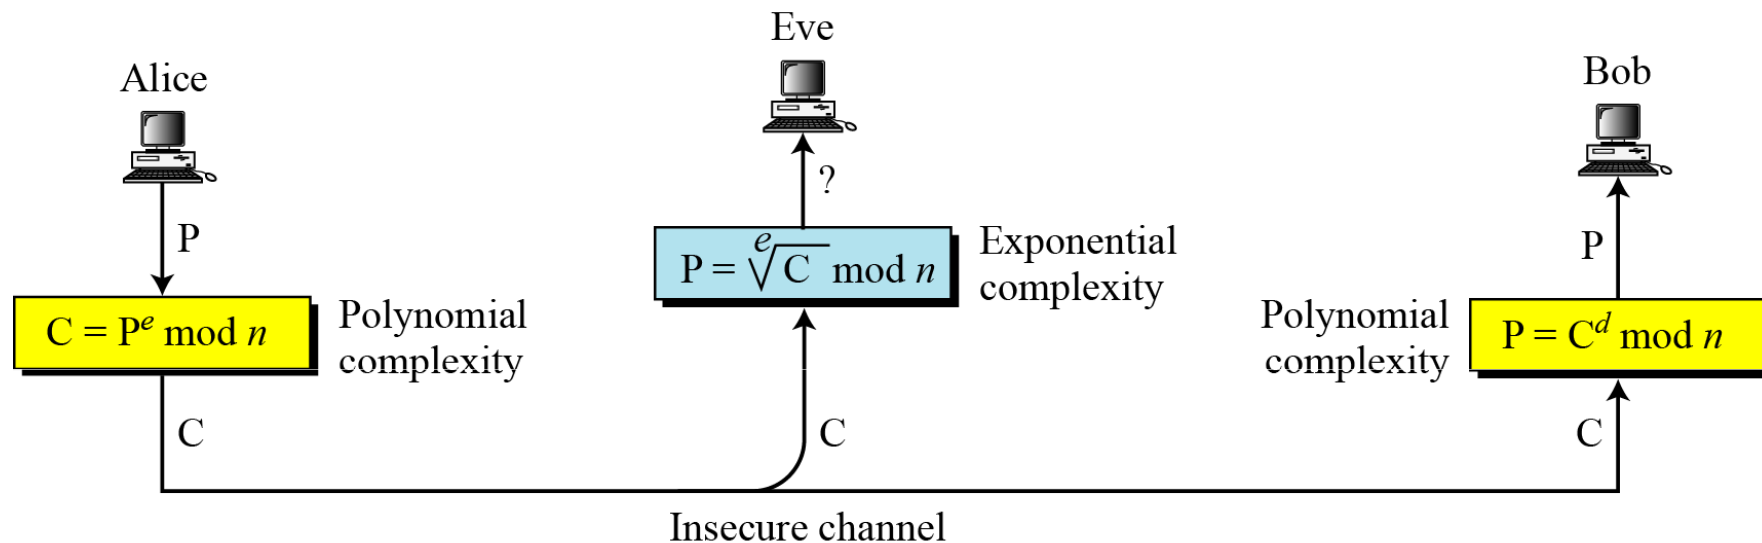 Eve
Alice
Bob
?
P
P
P = ᵉ√C mod n
Exponential
complexity
C = Pᵉ mod n
Polynomial
complexity
Polynomial
complexity
P = Cᵈ mod n
C
C
C
Insecure channel